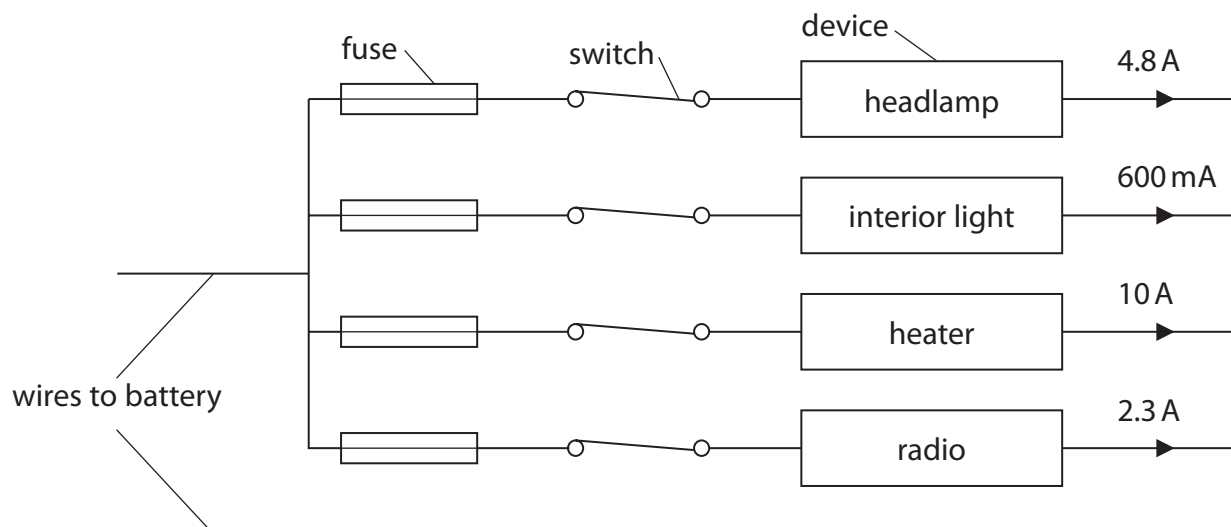 fuse
switch
device
headlamp
4.8 A
interior light
600 mA
heater
10 A
wires to battery
radio
2.3 A